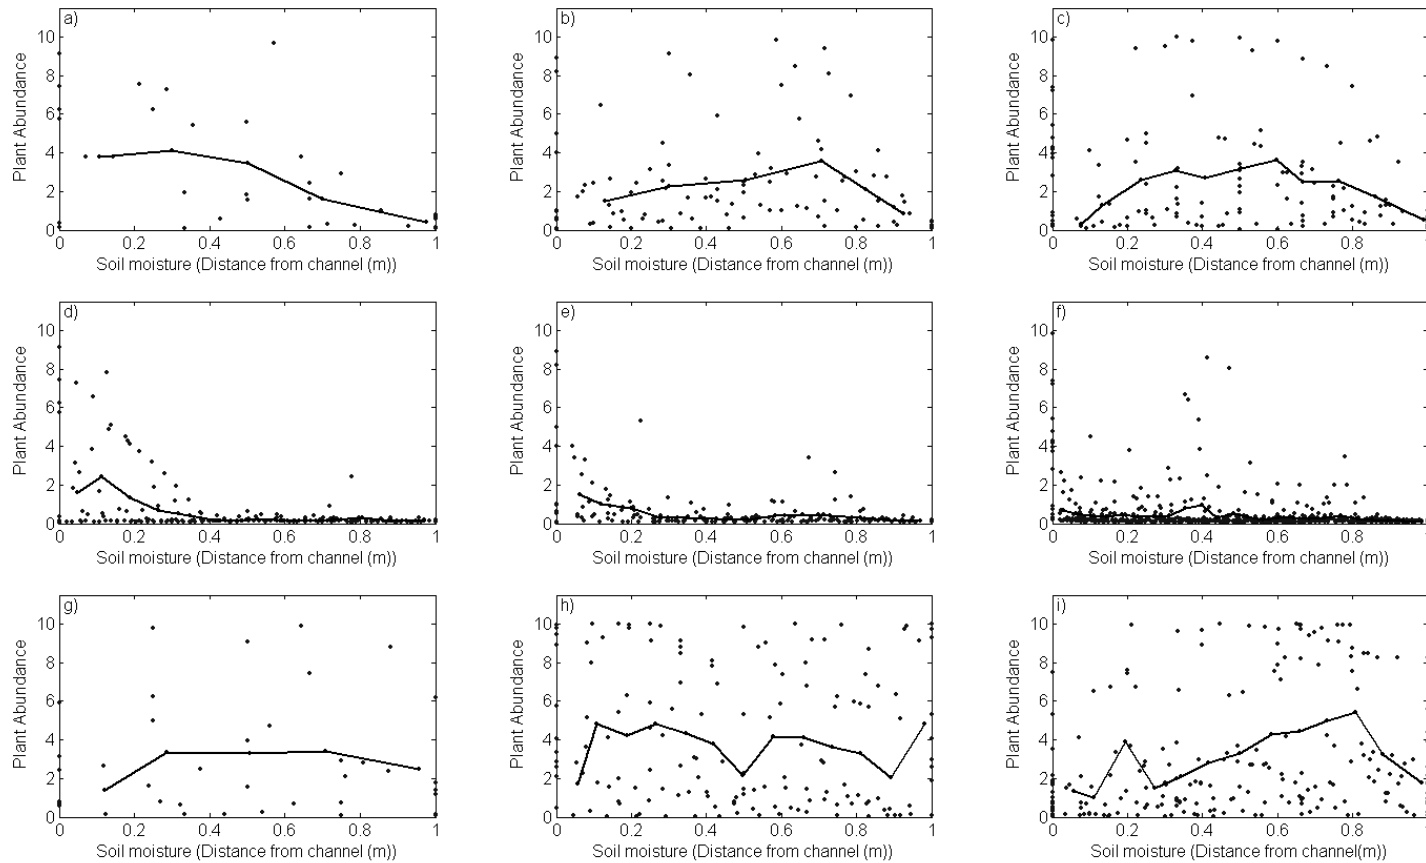 a) b) c)
Plant Abundance Plant Abundance Plant Abundance
10 10 10
8 8 8
6 6 6
4 4 4
2 2 2
0 0 0
0 0.2 0.4 0.6 0.8 1 0 0.2 0.4 0.6 0.8 1 0 0.2 0.4 0.6 0.8
Soil moisture (Distance from channel (m)) Soil moisture (Distance from channel (m)) Soil moisture (Distance from channel (m))
d) e) f)
Plant Abundance Plant Abundance Plant Abundance
10 10 10
8 8 8
6 6 6
4 4 4
2 2 2
0 0 0
0 0.2 0.4 0.6 0.8 1 0 0.2 0.4 0.6 0.8 1 0 0.2 0.4 0.6 0.8
Soil moisture (Distance from channel (m)) Soil moisture (Distance from channel (m)) Soil moisture (Distance from channel (m))
g) h) i)
Plant Abundance Plant Abundance Plant Abundance
10 10 10
8 8 8
6 6 6
4 4 4
2 2 2
0 0 0
0 0.2 0.4 0.6 0.8 1 0 0.2 0.4 0.6 0.8 1 0 0.2 0.4 0.6 0.8
Soil moisture (Distance from channel (m)) Soil moisture (Distance from channel (m)) Soil moisture (Distance from channel(m))